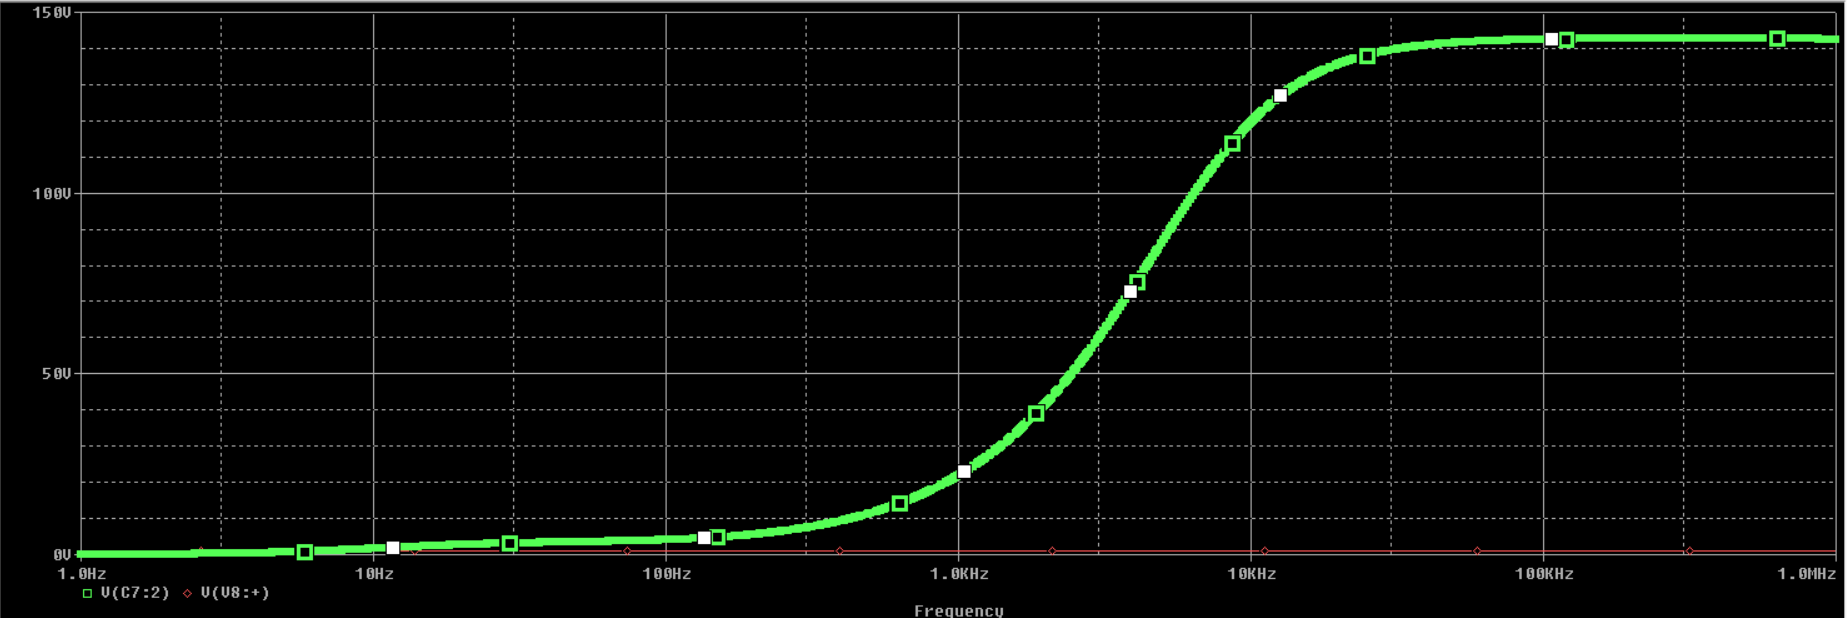 150V
100V
50V
0V
1.0Hz 10Hz 100Hz 1.0KHz 10KHz 100KHz 1.0MHz
V(C7:2) V(V8:+)
Frequency